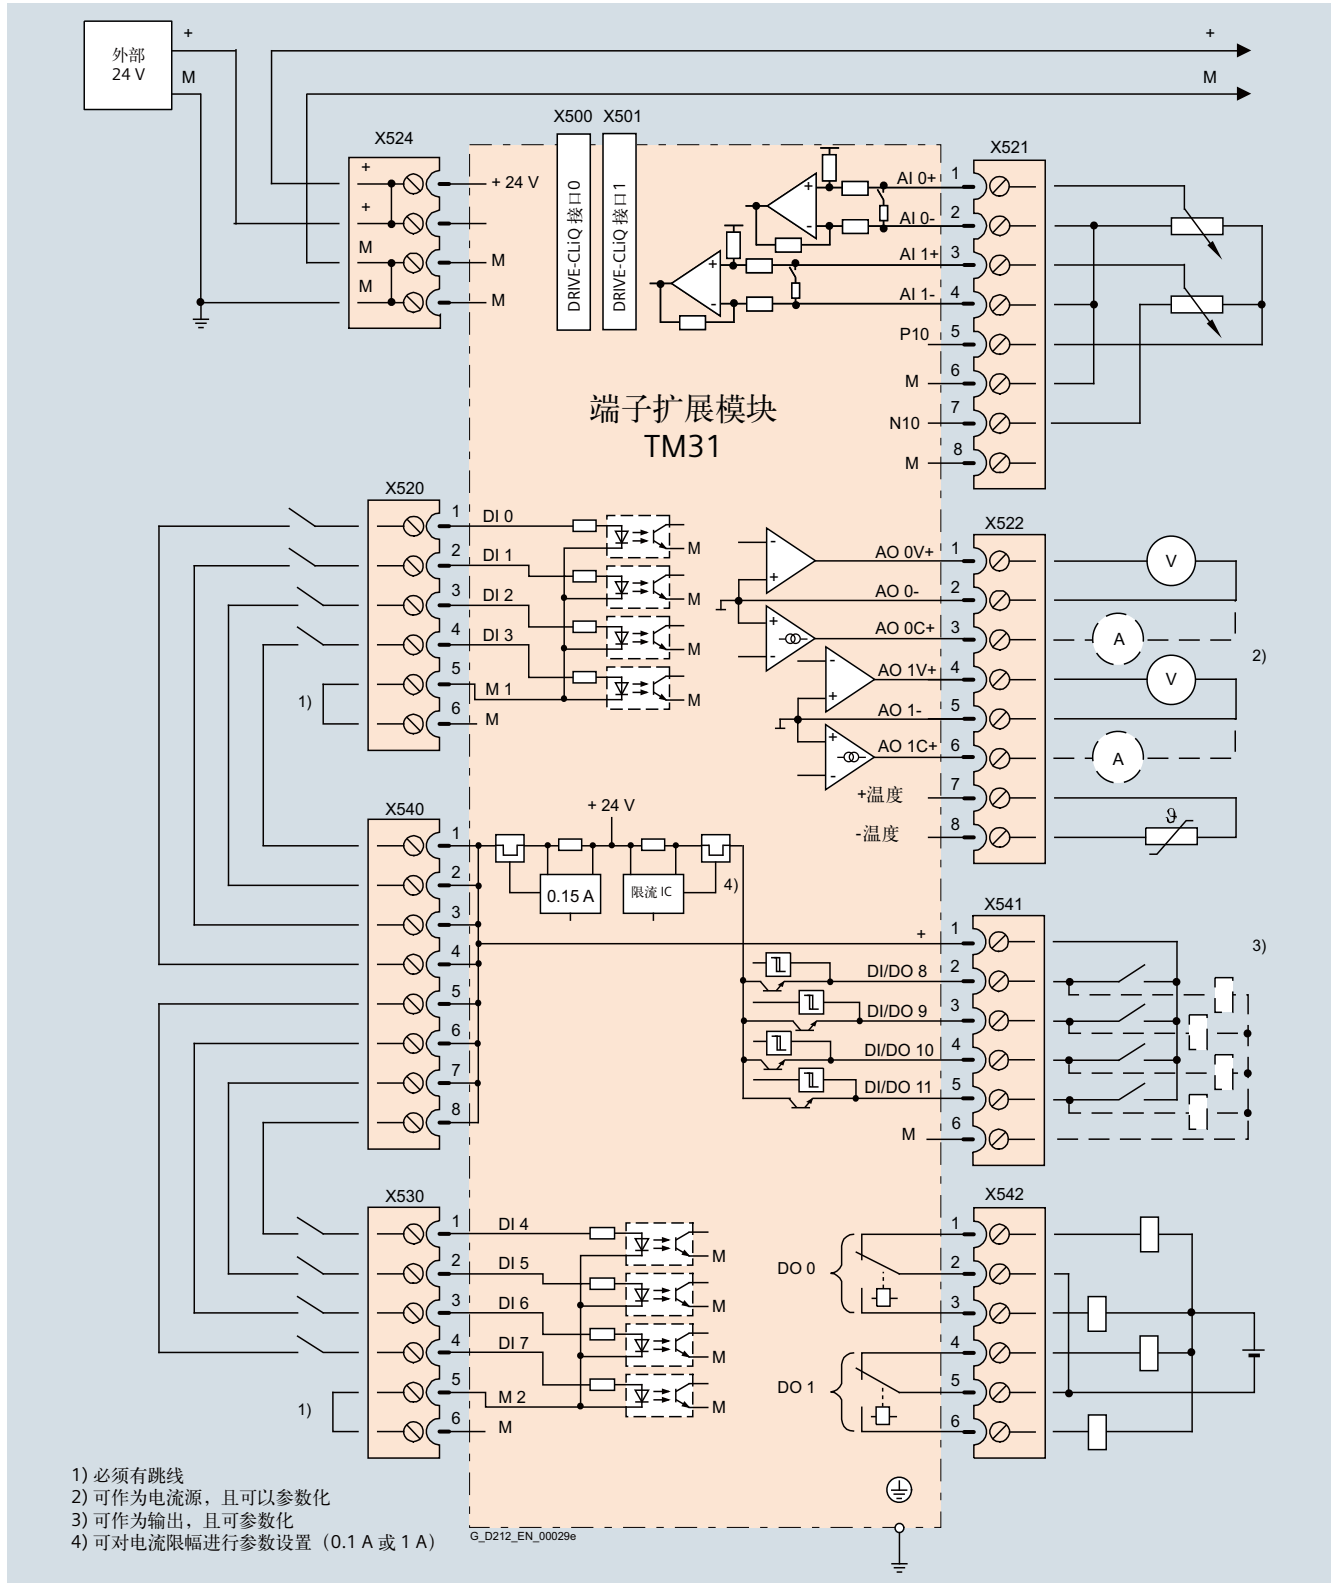 外部
24 V
+
M
+
M
X500 X501
X524
X521
+
+
M
M
+ 24 V
M
M
DRIVE-CLiQ 接口0
DRIVE-CLiQ 接口1
+
-
+
-
AI 0+
AI 0-
AI 1+
AI 1-
P10
M
N10
M
1
2
3
4
5
6
7
8
端子扩展模块
TM31
X520
1
2
3
4
5
6
DI 0
DI 1
DI 2
DI 3
M 1
M
M
M
M
M
1)
X522
-
+
+
-
-
+
+
-
AO 0V+
AO 0-
AO 0C+
AO 1V+
AO 1-
AO 1C+
+温度
-温度
1
2
3
4
5
6
7
8
V
A
V
A
ϑ
2)
X540
1
2
3
4
5
6
7
8
+ 24 V
0.15 A
限流 IC
4)
X541
+
DI/DO 8
DI/DO 9
DI/DO 10
DI/DO 11
M
1
2
3
4
5
6
3)
X530
1
2
3
4
5
6
DI 4
DI 5
DI 6
DI 7
M 2
M
M
M
M
M
1)
X542
DO 0
DO 1
1
2
3
4
5
6
1) 必须有跳线
2) 可作为电流源，且可以参数化
3) 可作为输出，且可参数化
4) 可对电流限幅进行参数设置（0.1 A 或 1 A）
G_D212_EN_00029e